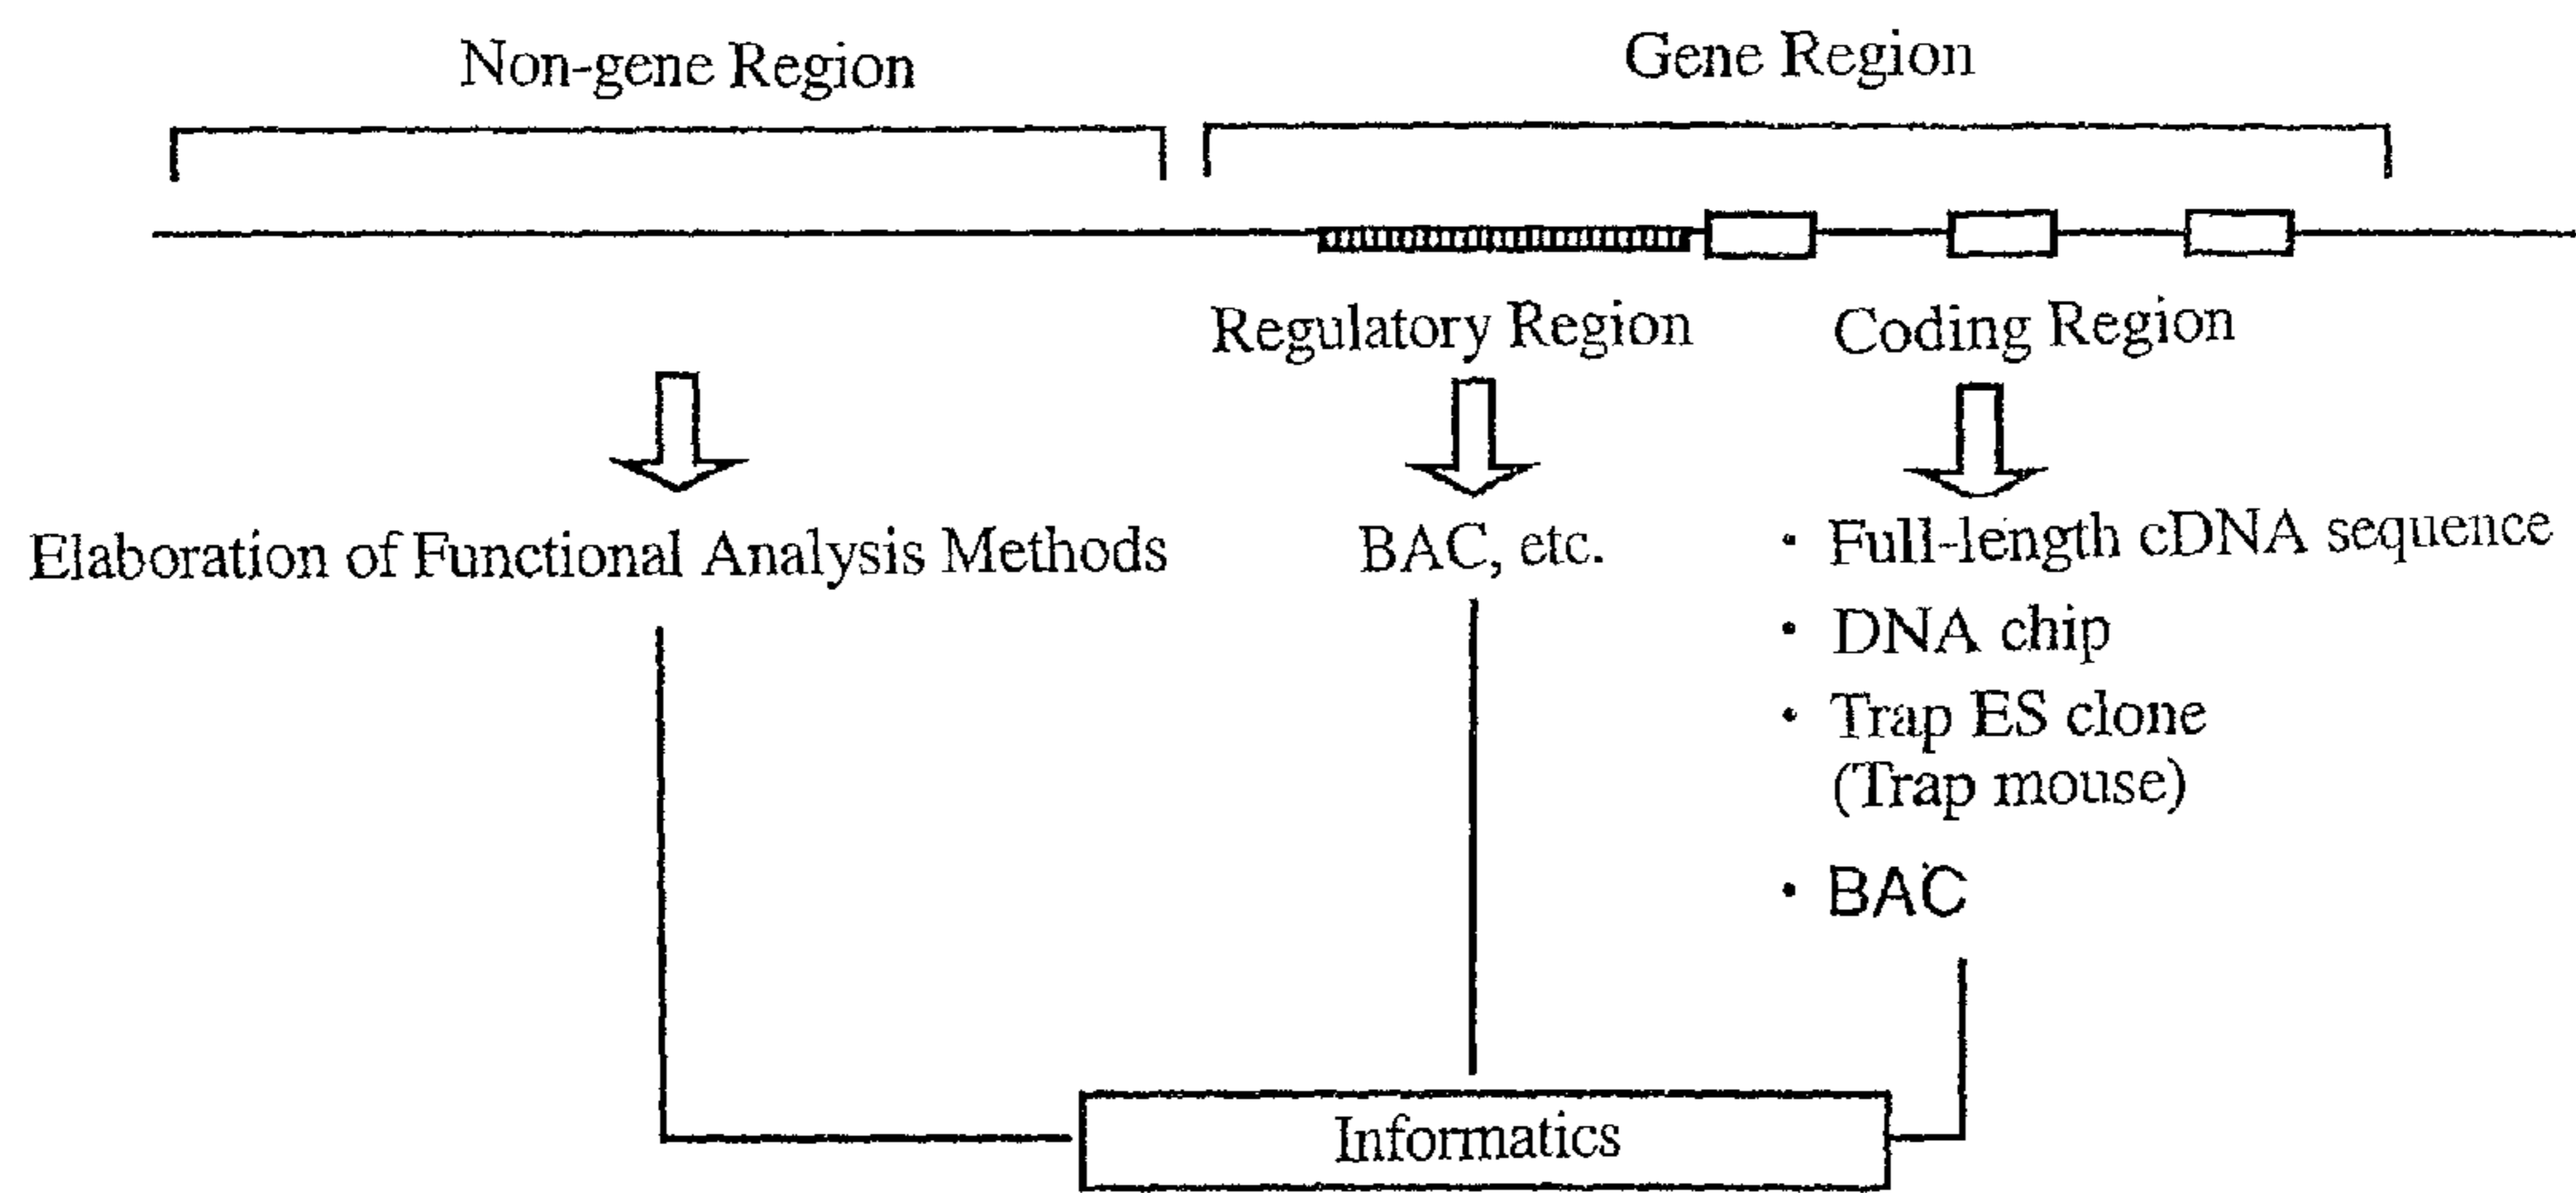 Non-gene Region
Gene Region
Regulatory Region
Coding Region
Elaboration of Functional Analysis Methods
BAC, etc.
· Full-length cDNA sequence
· DNA chip
· Trap ES clone
(Trap mouse)
· BAC
Informatics